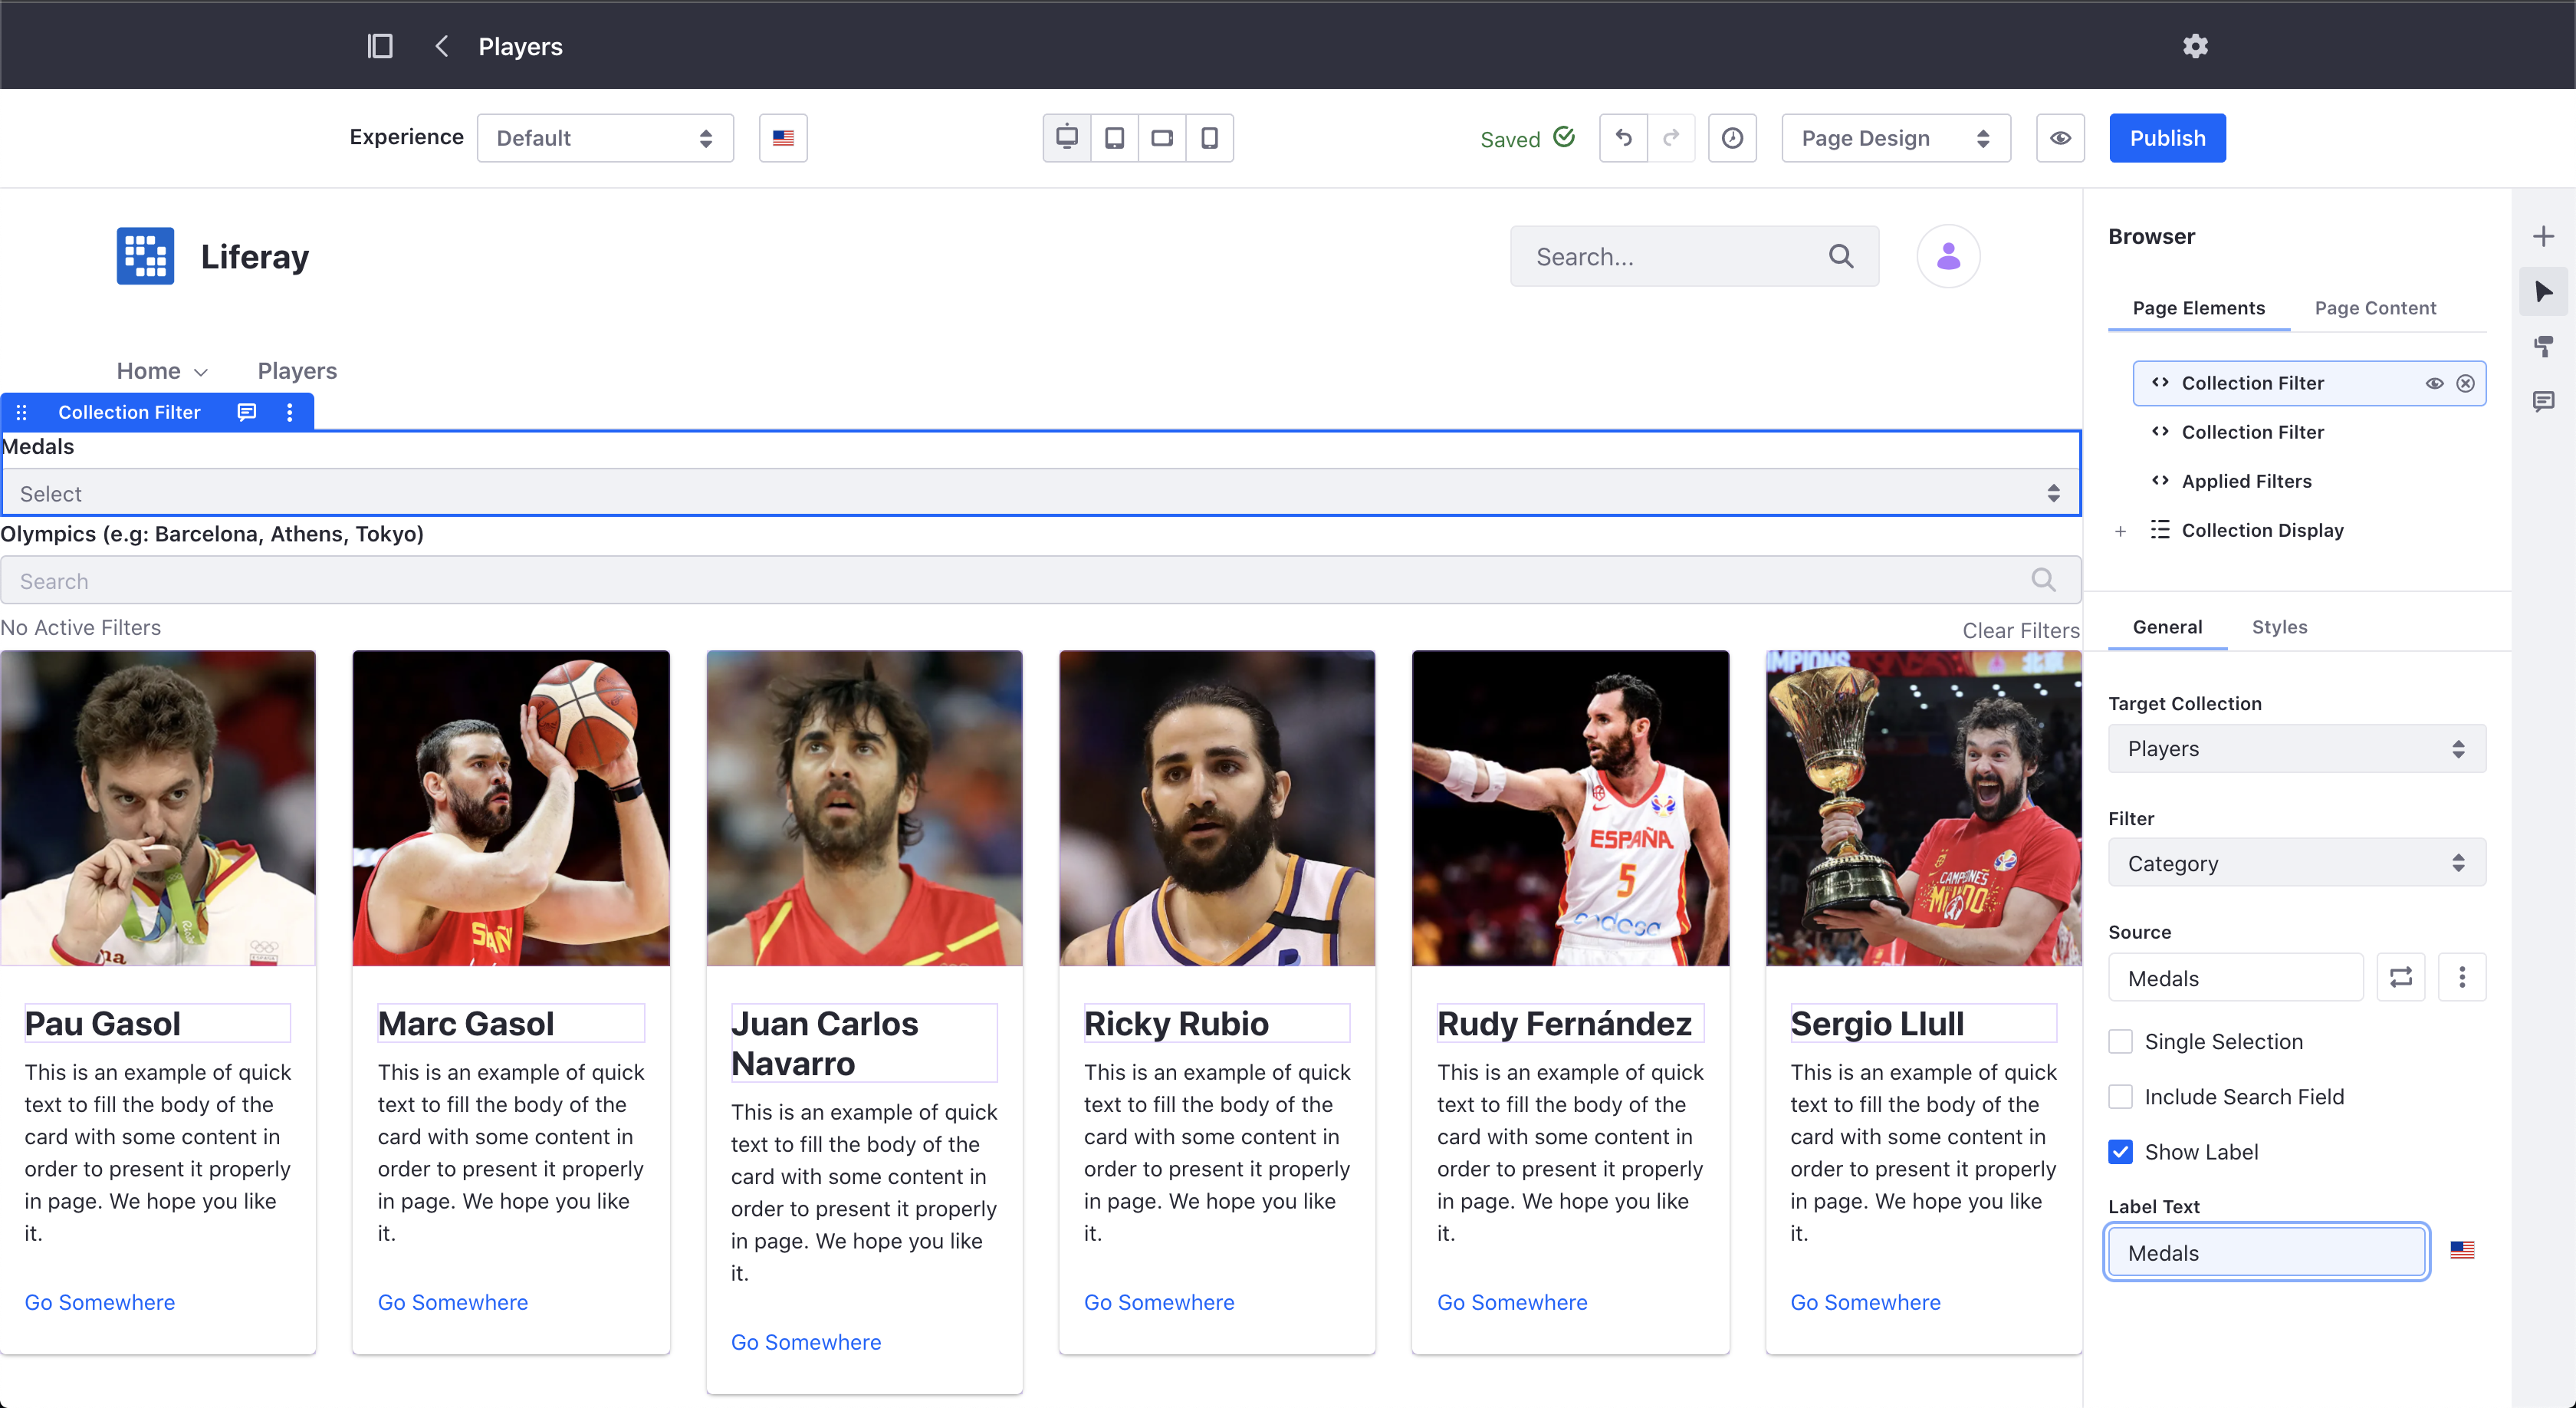 Players
Experience
Default
Saved
Page Design
Publish
Liferay
Search...
Home
Players
Collection Filter
Medals
Select
Olympics (e.g: Barcelona, Athens, Tokyo)
Search
No Active Filters
Clear Filters
IMPIONS
北京
ESPAÑA
5
endesa
CAMPEONES
MUNDO
SAÑ
na
ESPAÑA
Pau Gasol
This is an example of quick
text to fill the body of the
card with some content in
order to present it properly
in page. We hope you like
it.
Go Somewhere
Marc Gasol
This is an example of quick
text to fill the body of the
card with some content in
order to present it properly
in page. We hope you like
it.
Go Somewhere
Juan Carlos
Navarro
This is an example of quick
text to fill the body of the
card with some content in
order to present it properly
in page. We hope you like
it.
Go Somewhere
Ricky Rubio
This is an example of quick
text to fill the body of the
card with some content in
order to present it properly
in page. We hope you like
it.
Go Somewhere
Rudy Fernández
This is an example of quick
text to fill the body of the
card with some content in
order to present it properly
in page. We hope you like
it.
Go Somewhere
Sergio Llull
This is an example of quick
text to fill the body of the
card with some content in
order to present it properly
in page. We hope you like
it.
Go Somewhere
Browser
Page Elements
Page Content
Collection Filter
Collection Filter
Applied Filters
Collection Display
General
Styles
Target Collection
Players
Filter
Category
Source
Medals
Single Selection
Include Search Field
Show Label
Label Text
Medals